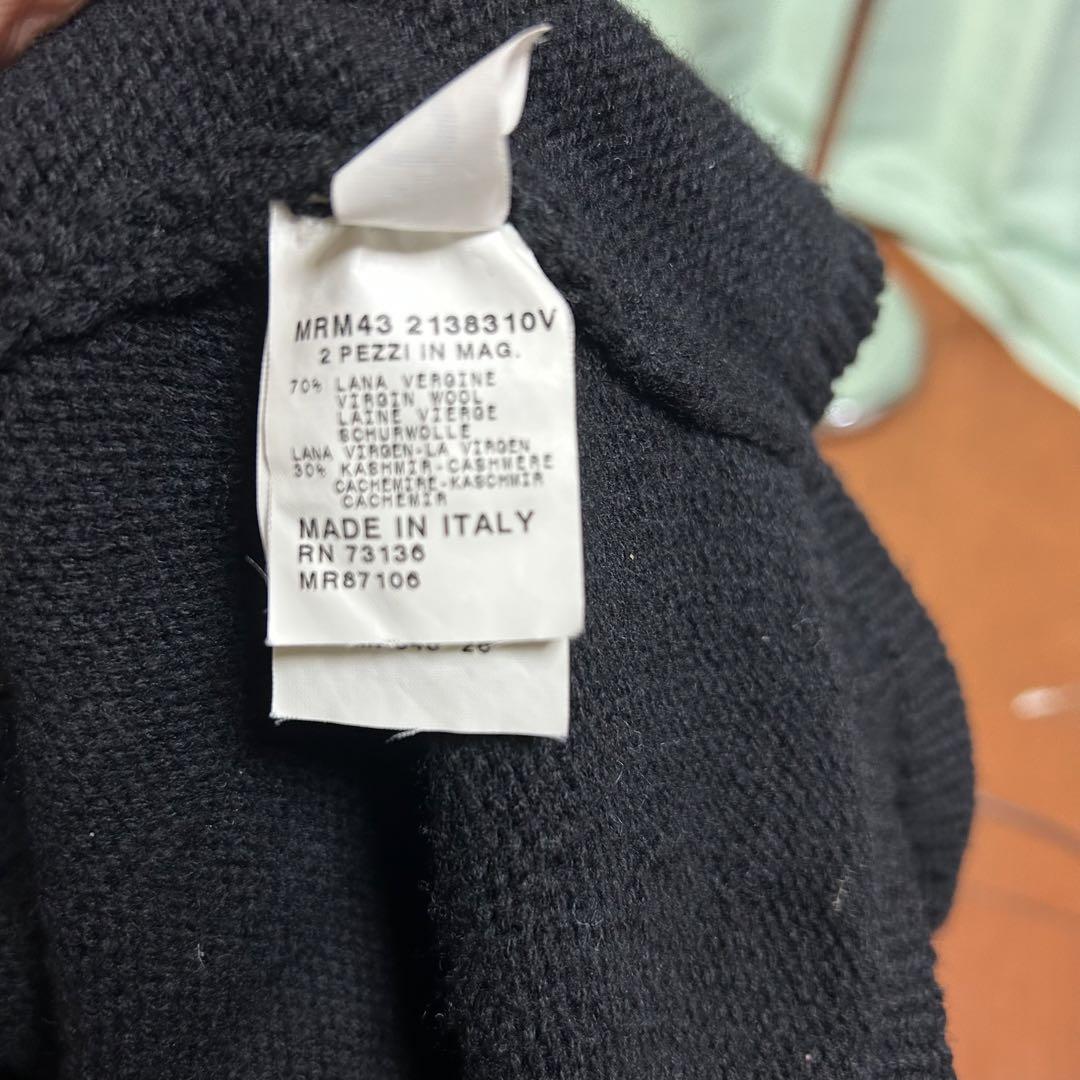 MRM43 2138310V
2 PEZZI IN MAG.
70% LANA VERGINE
VIRGIN WOOL
LAINE VIERGE
SCHURWOLLE
LANA VIRGEN-LA VIRGEN
30% KASHMIR-CASHMERE
CACHEMIRE-KASCHMIR
CACHEMIR
MADE IN ITALY
RN 73136
MR87106